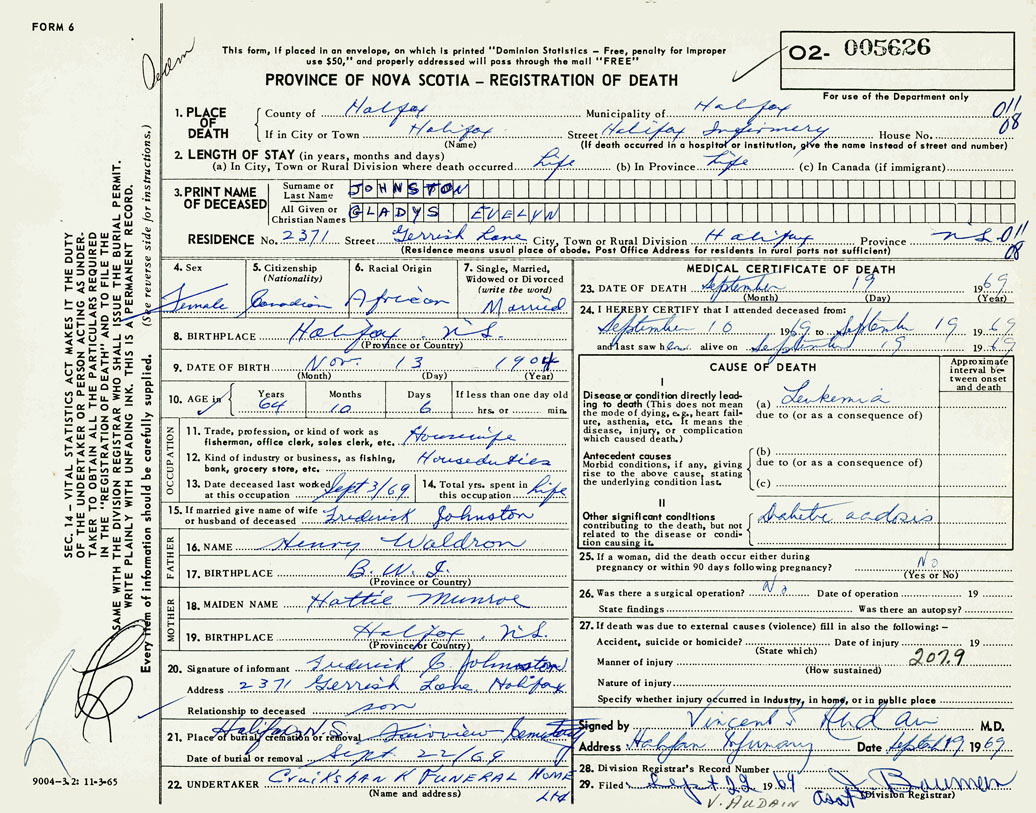 FORM 6
This form, if placed in an envelope, on which is printed "Dominion Statistics – Free, penalty for improper
use $50," and properly addressed will pass through the mail "FREE"
PROVINCE OF NOVA SCOTIA – REGISTRATION OF DEATH
O2- 005626
For use of the Department only
1. PLACE OF DEATH
County of Halifax Municipality of Halifax 011
If in City or Town Halifax Street Halifax Infirmery House No. 08
(Name) (If death occurred in a hospital or institution, give the name instead of street and number)
2. LENGTH OF STAY (in years, months and days)
(a) In City, Town or Rural Division where death occurred. Life (b) In Province Life (c) In Canada (if immigrant)
3. PRINT NAME OF DECEASED
Surname or Last Name JOHNSTON
All Given or Christian Names GLADYS EVELYN
RESIDENCE No. 2371 Street Gerrish Lane City, Town or Rural Division Halifax Province N.S. 011
(Residence means usual place of abode. Post Office Address for residents in rural parts not sufficient) 08
4. Sex
Female
5. Citizenship
(Nationality)
Canadian
6. Racial Origin
African
7. Single, Married,
Widowed or Divorced
(write the word)
Married
8. BIRTHPLACE Halifax, N.S.
(Province or Country)
9. DATE OF BIRTH Nov. 13 1904
(Month) (Day) (Year)
10. AGE in
Years Months Days If less than one day old
64 10 6 hrs. or min.
OCCUPATION
11. Trade, profession, or kind of work as
fisherman, office clerk, sales clerk, etc. Housewife
12. Kind of industry or business, as fishing,
bank, grocery store, etc. Houseduties
13. Date deceased last worked
at this occupation Sept 3/69
14. Total yrs. spent in
this occupation Life
15. If married give name of wife
or husband of deceased Frederick Johnston
FATHER
16. NAME Henry Waldron
17. BIRTHPLACE B.W.I.
(Province or Country)
MOTHER
18. MAIDEN NAME Hattie Munroe
19. BIRTHPLACE Halifax, N.S.
(Province or Country)
20. Signature of informant Frederick C Johnston
Address 2371 Gerrish Lane Halifax
Relationship to deceased son
21. Place of burial, cremation or removal Halifax N.S. Fairview Cemetery
Date of burial or removal Sept. 22/69
22. UNDERTAKER Cruikshank Funeral Home
(Name and address) Ltd
MEDICAL CERTIFICATE OF DEATH
23. DATE OF DEATH September 19 1969
(Month) (Day) (Year)
24. I HEREBY CERTIFY that I attended deceased from:
September 10 1969 to September 19 1969
and last saw her alive on September 19 1969
CAUSE OF DEATH
Approximate
interval be-
tween onset
and death
I
Disease or condition directly lead-
ing to death (This does not mean
the mode of dying, e.g., heart fail-
ure, asthenia, etc. It means the
disease, injury, or complication
which caused death.)
(a) Leukemia
due to (or as a consequence of)
Antecedent causes
Morbid conditions, if any, giving
rise to the above cause, stating
the underlying condition last.
(b)
due to (or as a consequence of)
(c)
II
Other significant conditions
contributing to the death, but not
related to the disease or condi-
tion causing it.
25. If a woman, did the death occur either during
pregnancy or within 90 days following pregnancy? No
(Yes or No)
26. Was there a surgical operation? No Date of operation 19
State findings Was there an autopsy?
27. If death was due to external causes (violence) fill in also the following: –
Accident, suicide or homicide? Date of injury 19
(State which)
Manner of injury 207.9
(How sustained)
Nature of injury
Specify whether injury occurred in industry, in home, or in public place
Signed by Vincent M.D.
Address Halifax Infirmary Date Sept 19 1969
28. Division Registrar's Record Number
29. Filed Sept 22 1969
(Division Registrar)
V. AUDAIN
SEC. 14 – VITAL STATISTICS ACT MAKES IT THE DUTY
OF THE UNDERTAKER OR PERSON ACTING AS UNDER-
TAKER TO OBTAIN ALL THE PARTICULARS REQUIRED
IN THE "REGISTRATION OF DEATH" AND TO FILE THE
SAME WITH THE DIVISION REGISTRAR WHO SHALL ISSUE THE BURIAL PERMIT.
WRITE PLAINLY WITH UNFADING INK. THIS IS A PERMANENT RECORD.
Every item of information should be carefully supplied. (See reverse side for instructions.)
9004-3.2: 11-3-65